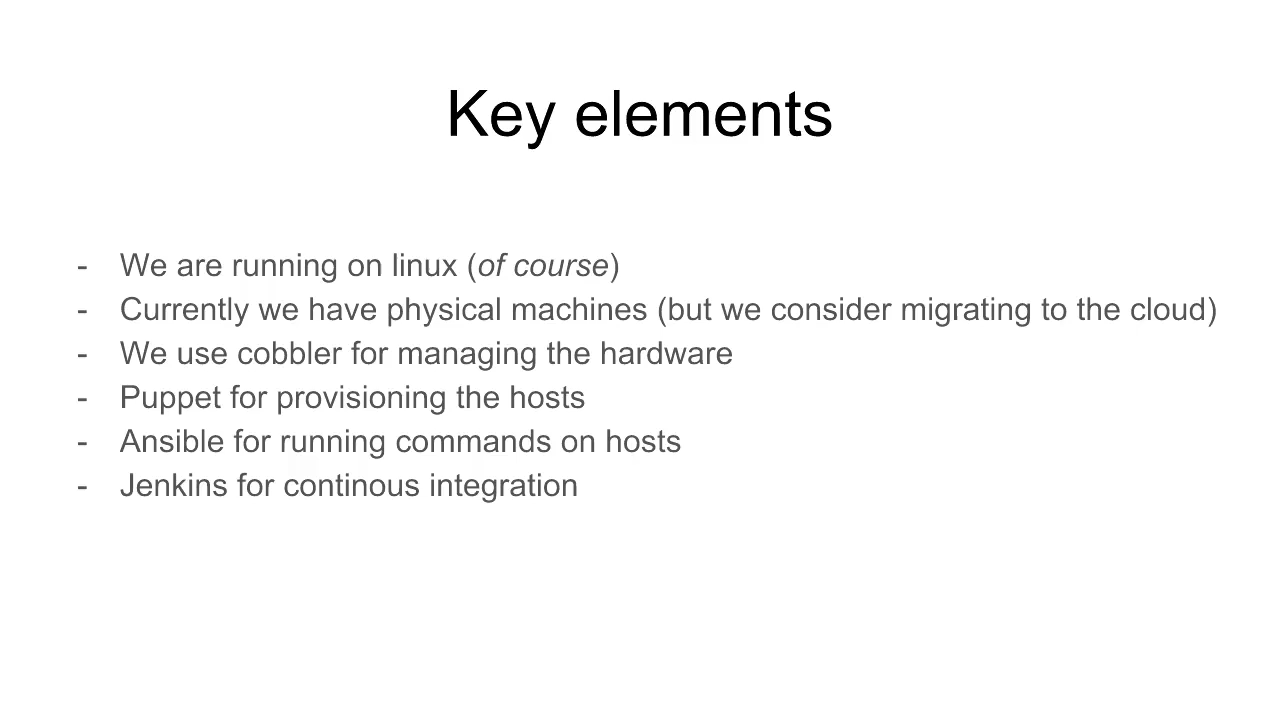 Key elements
- We are running on linux (of course)
- Currently we have physical machines (but we consider migrating to the cloud)
- We use cobbler for managing the hardware
- Puppet for provisioning the hosts
- Ansible for running commands on hosts
- Jenkins for continous integration